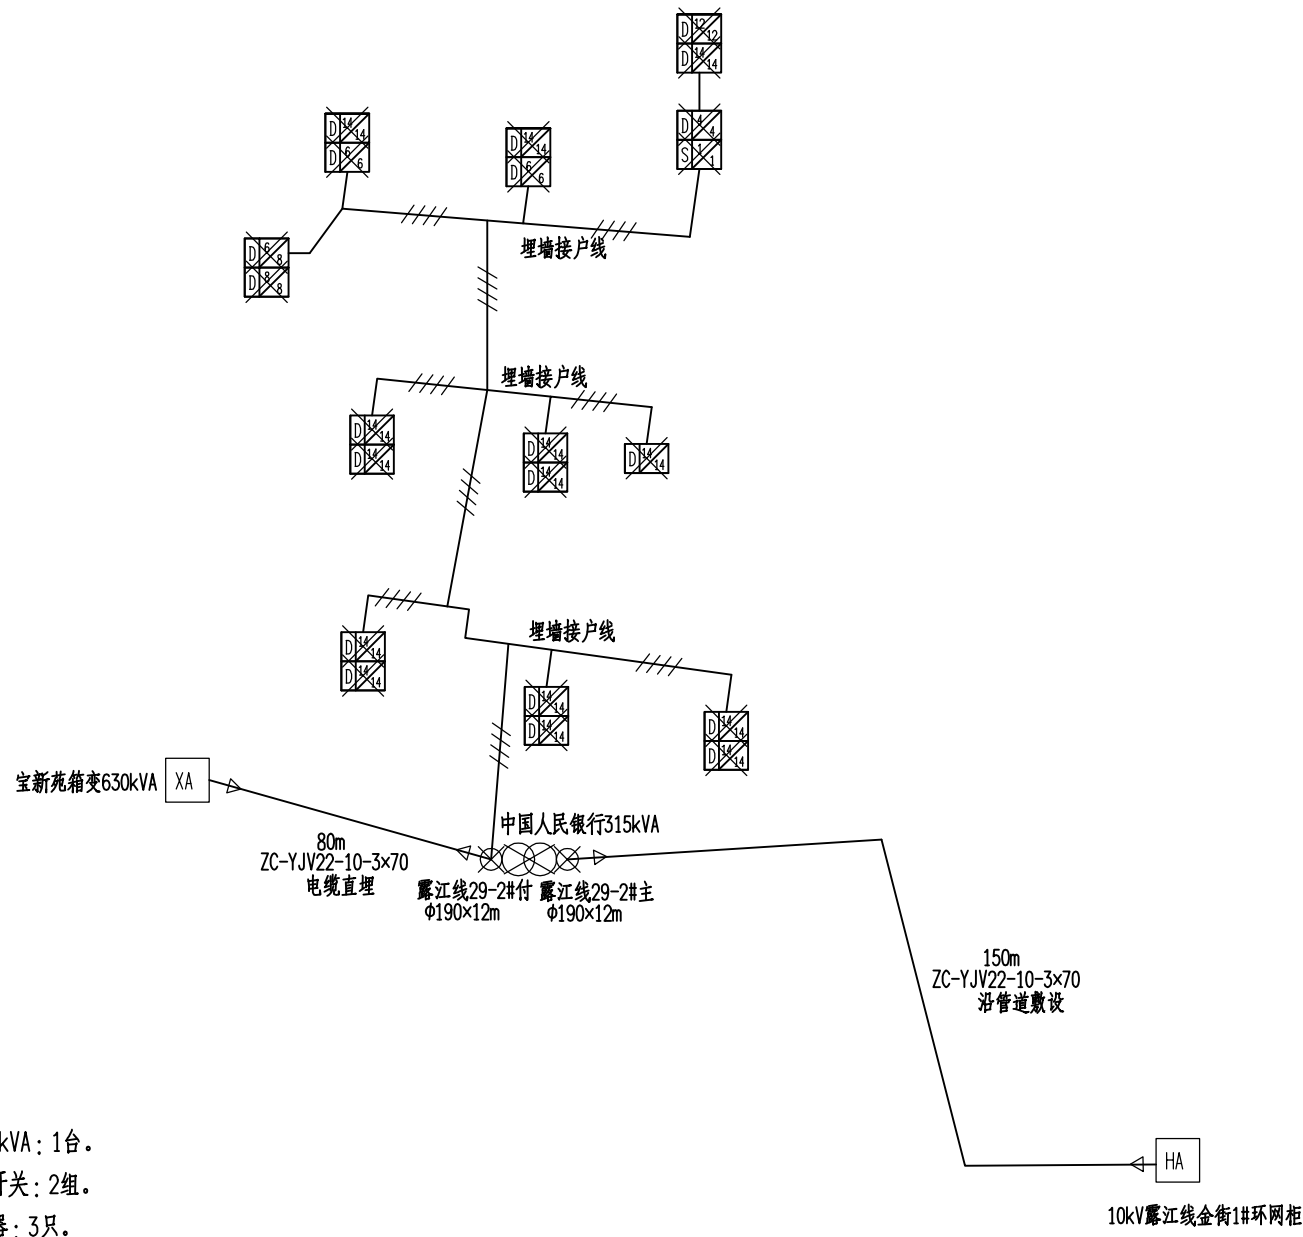 D 12 12
D 14 14
D 4 4
S 1 1
D 14 14
D 6 6
D 14 14
D 6 6
埋墙接户线
D 6 8
D 8 8
埋墙接户线
D 14 14
D 14 14
D 14 14
D 14 14
D 14 14
埋墙接户线
D 14 14
D 14 14
D 14 14
D 14 14
D 14 14
D 14 14
宝新苑箱变630kVA
XA
80m
ZC-YJV22-10-3×70
电缆直埋
中国人民银行315kVA
露江线29-2#付
Φ190×12m
露江线29-2#主
Φ190×12m
150m
ZC-YJV22-10-3×70
沿管道敷设
HA
10kV露江线金街1#环网柜
kVA：1台。
开关：2组。
器：3只。